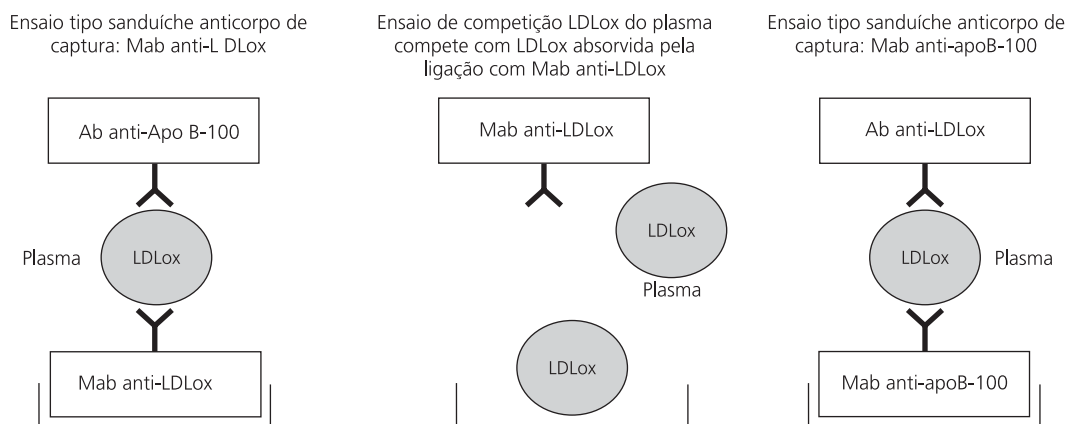 Ensaio tipo sanduíche anticorpo de
captura: Mab anti-L DLox
Ab anti-Apo B-100
Plasma
LDLox
Mab anti-LDLox
Ensaio de competição LDLox do plasma
compete com LDLox absorvida pela
ligação com Mab anti-LDLox
Mab anti-LDLox
LDLox
Plasma
LDLox
Ensaio tipo sanduíche anticorpo de
captura: Mab anti-apoB-100
Ab anti-LDLox
LDLox
Plasma
Mab anti-apoB-100